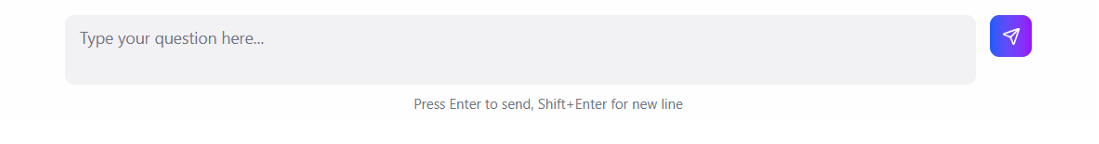 Type your question here...
Press Enter to send, Shift+Enter for new line